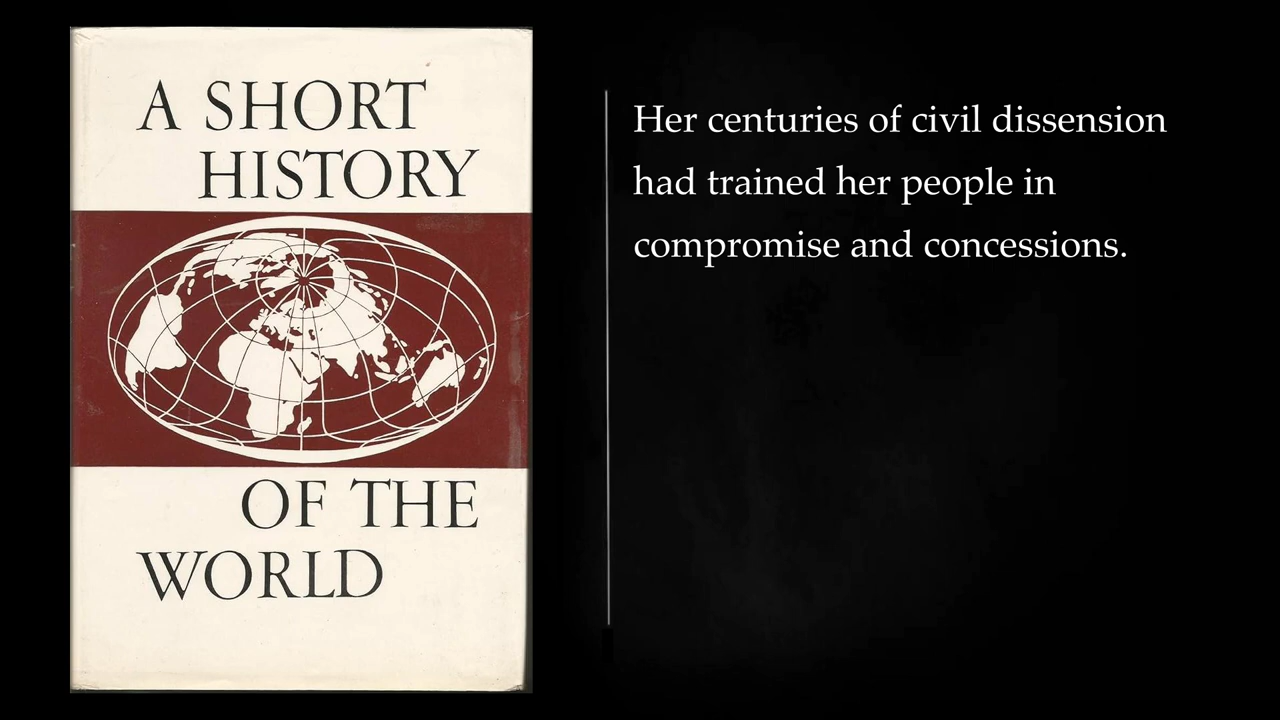 A SHORT
HISTORY
OF THE
WORLD
Her centuries of civil dissension
had trained her people in
compromise and concessions.